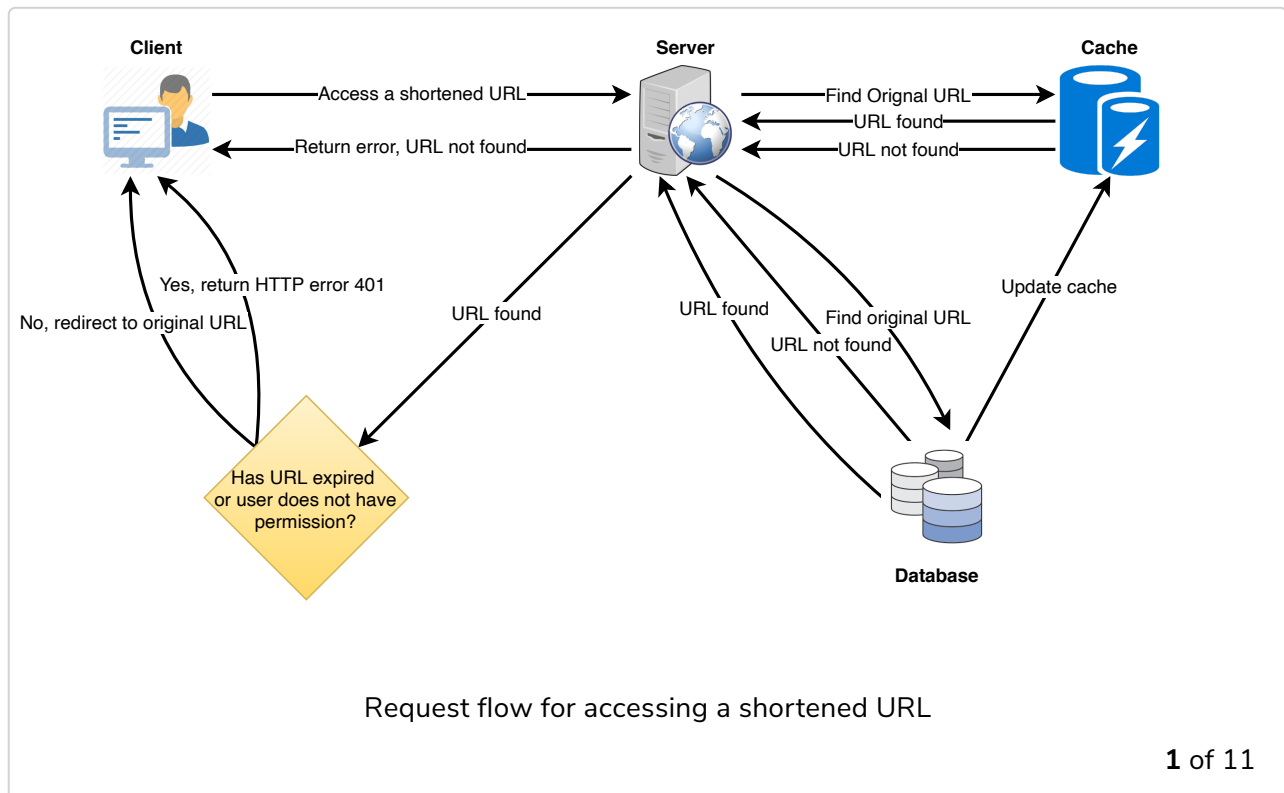 Client
Server
Cache
Access a shortened URL
Find Orignal URL
URL found
Return error, URL not found
URL not found
Yes, return HTTP error 401
No, redirect to original URL
URL found
URL found
Find original URL
URL not found
Update cache
Has URL expired
or user does not have
permission?
Database
Request flow for accessing a shortened URL
1 of 11